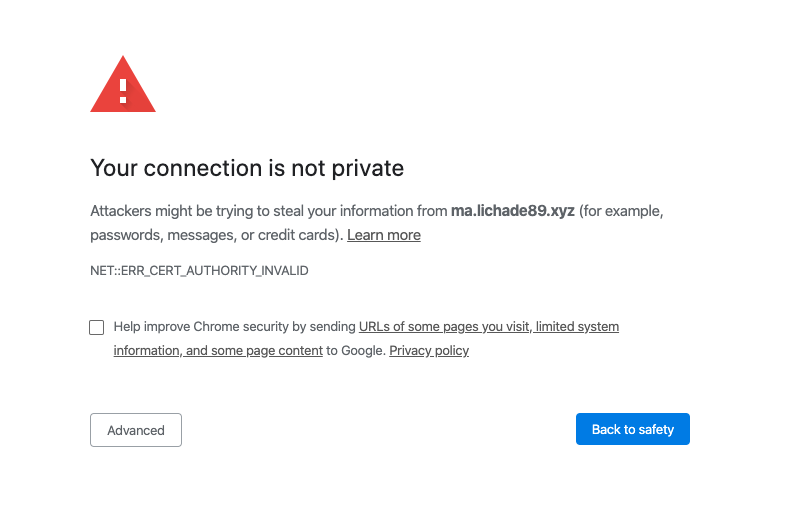 Your connection is not private
Attackers might be trying to steal your information from ma.lichade89.xyz (for example,
passwords, messages, or credit cards). Learn more
NET::ERR_CERT_AUTHORITY_INVALID
Help improve Chrome security by sending URLs of some pages you visit, limited system
information, and some page content to Google. Privacy policy
Advanced
Back to safety